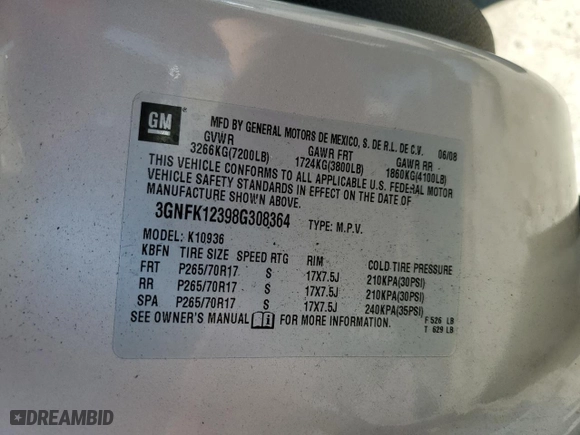 GM
MFD BY GENERAL MOTORS DE MEXICO, S. DE R.L. DE C.V. 06/08
GVWR GAWR FRT GAWR RR
3266KG(7200LB) 1724KG(3800LB) 1860KG(4100LB)
THIS VEHICLE CONFORMS TO ALL APPLICABLE U.S. FEDERAL MOTOR
VEHICLE SAFETY STANDARDS IN EFFECT ON THE DATE OF
MANUFACTURE SHOWN ABOVE.
3GNFK12398G308364 TYPE: M.P.V.
MODEL: K10936
KBFN TIRE SIZE SPEED RTG RIM COLD TIRE PRESSURE
FRT P265/70R17 S 17X7.5J 210KPA(30PSI)
RR P265/70R17 S 17X7.5J 210KPA(30PSI)
SPA P265/70R17 S 17X7.5J 240KPA(35PSI)
SEE OWNER'S MANUAL FOR MORE INFORMATION.
F 526 LB
T 629 LB
DREAMBID